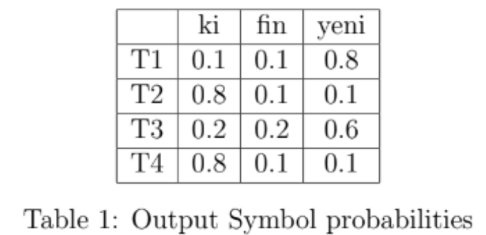 ki fin yeni
T1 0.1 0.1 0.8
T2 0.8 0.1 0.1
T3 0.2 0.2 0.6
T4 0.8 0.1 0.1
Table 1: Output Symbol probabilities